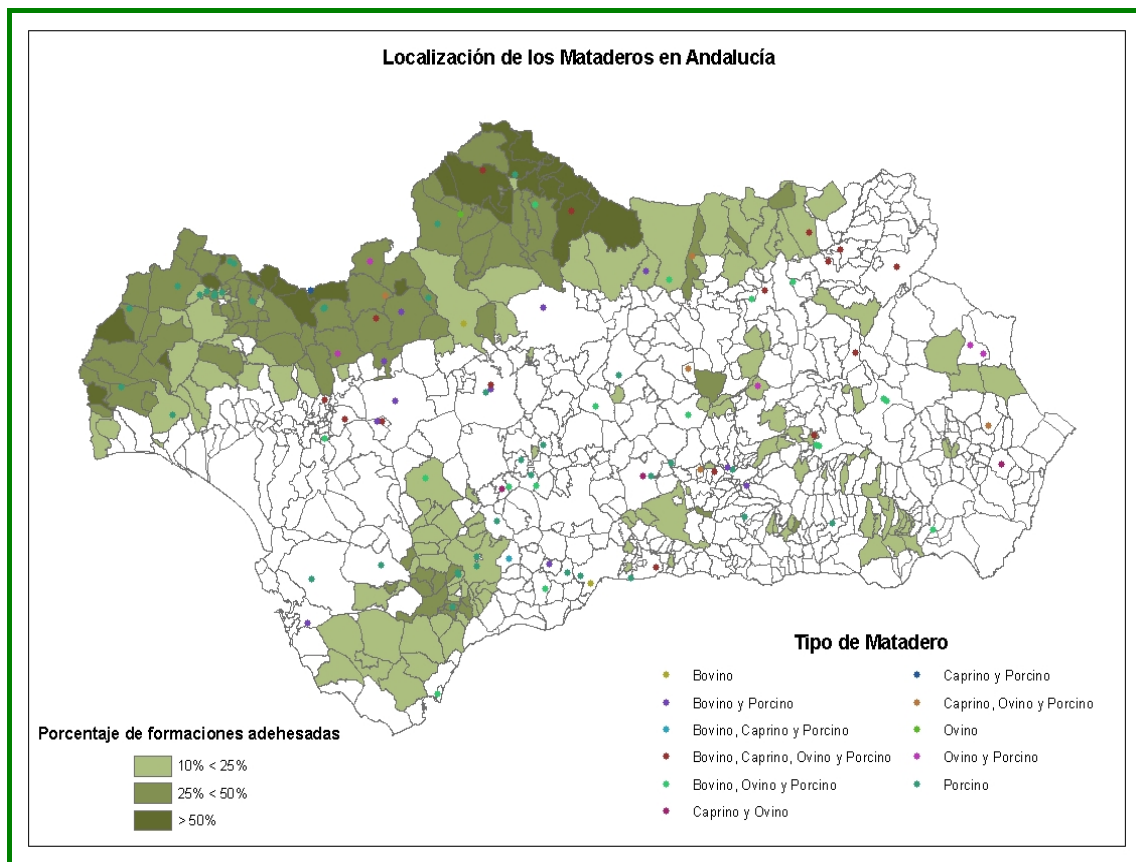 Localización de los Mataderos en Andalucía
Tipo de Matadero
Bovino
Bovino y Porcino
Bovino, Caprino y Porcino
Bovino, Caprino, Ovino y Porcino
Bovino, Ovino y Porcino
Caprino y Ovino
Caprino y Porcino
Caprino, Ovino y Porcino
Ovino
Ovino y Porcino
Porcino
Porcentaje de formaciones adehesadas
10% < 25%
25% < 50%
> 50%